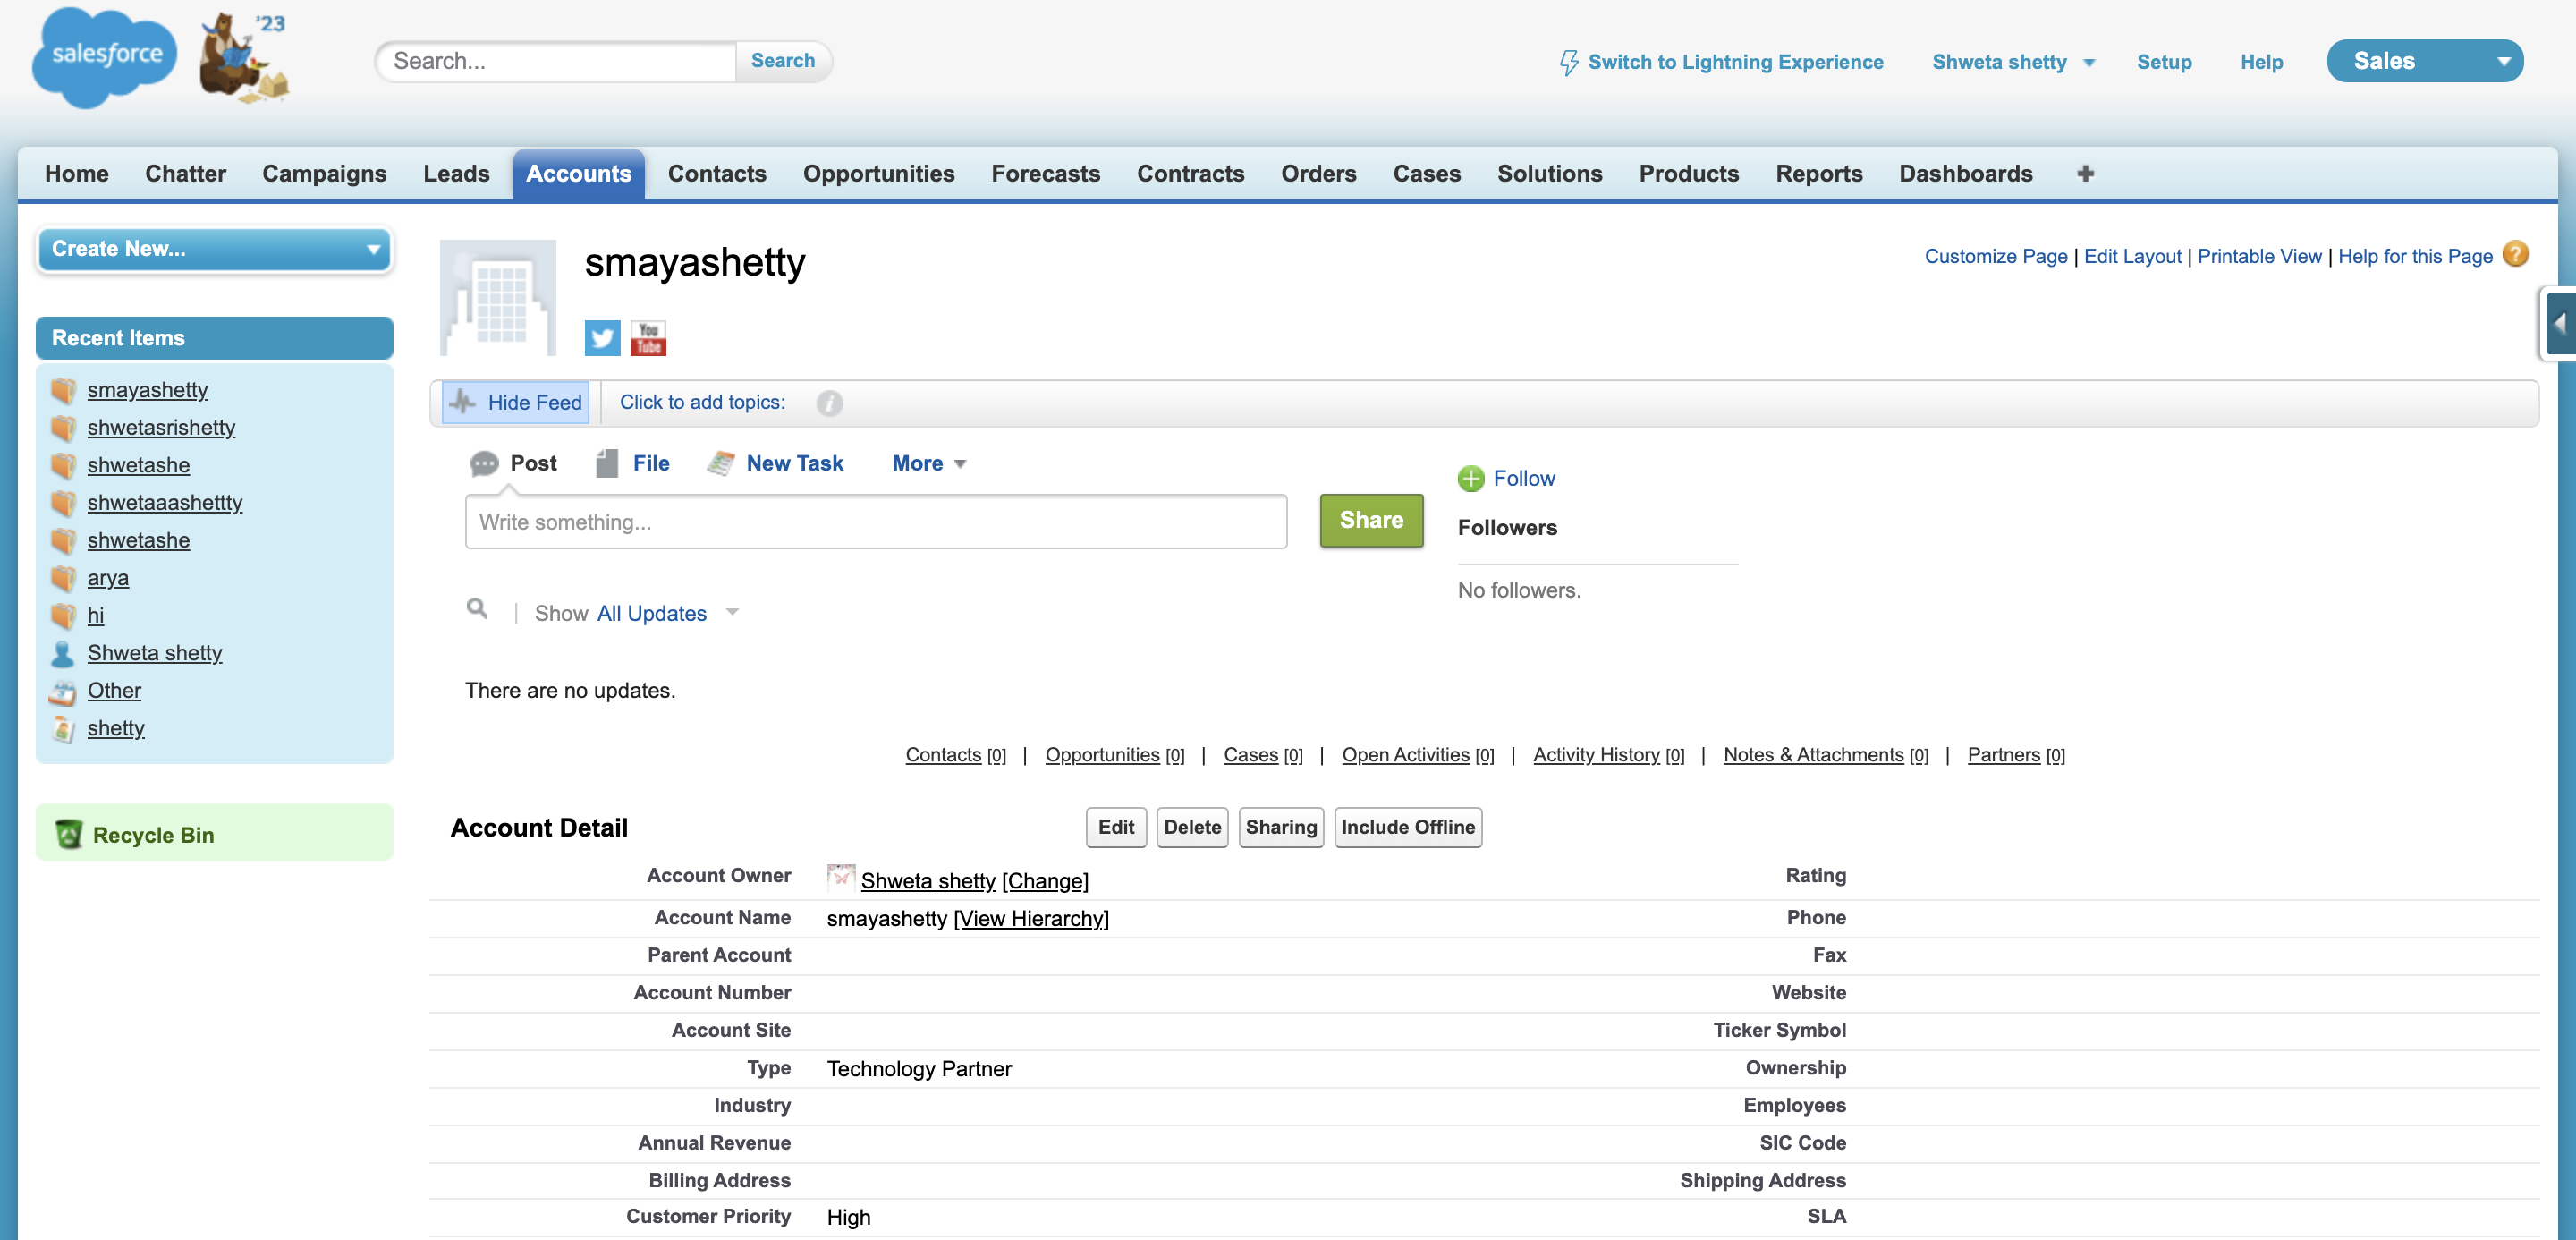 salesforce
'23
Search...
Search
Switch to Lightning Experience
Shweta shetty
Setup
Help
Sales
Home
Chatter
Campaigns
Leads
Accounts
Contacts
Opportunities
Forecasts
Contracts
Orders
Cases
Solutions
Products
Reports
Dashboards
+
Create New...
Recent Items
smayashetty
shwetasrishetty
shwetashe
shwetaaashettty
shwetashe
arya
hi
Shweta shetty
Other
shetty
Recycle Bin
smayashetty
Customize Page | Edit Layout | Printable View | Help for this Page ?
You
Tube
Hide Feed
Click to add topics: i
Post
File
New Task
More
Write something...
Share
Follow
Followers
No followers.
Show All Updates
There are no updates.
Contacts [0] | Opportunities [0] | Cases [0] | Open Activities [0] | Activity History [0] | Notes & Attachments [0] | Partners [0]
Account Detail
Edit
Delete
Sharing
Include Offline
Account Owner Shweta shetty [Change] Rating
Account Name smayashetty [View Hierarchy] Phone
Parent Account Fax
Account Number Website
Account Site Ticker Symbol
Type Technology Partner Ownership
Industry Employees
Annual Revenue SIC Code
Billing Address Shipping Address
Customer Priority High SLA